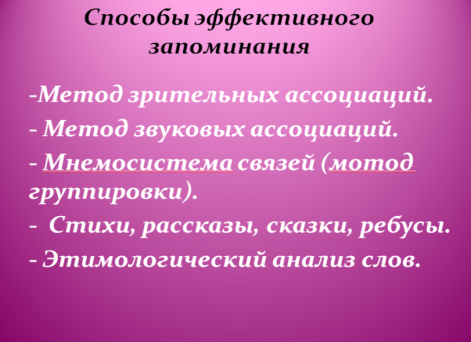 Способы эффективного
запоминания
-Метод зрительных ассоциаций.
- Метод звуковых ассоциаций.
- Мнемосистема связей (мотод
группировки).
- Стихи, рассказы, сказки, ребусы.
- Этимологический анализ слов.